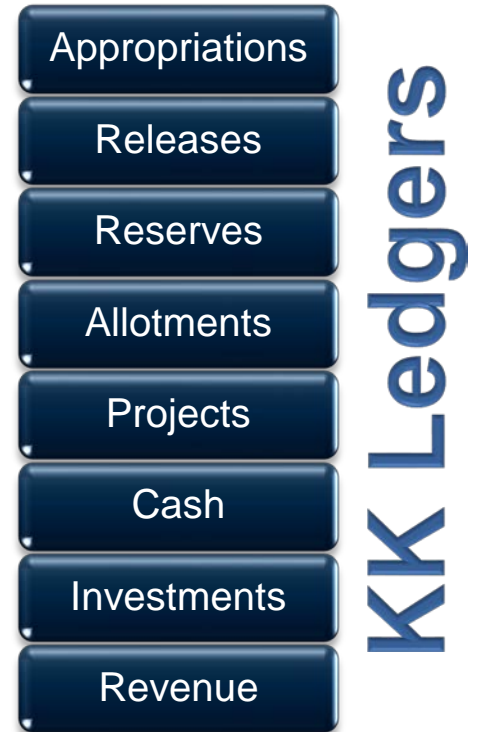 Appropriations
Releases
Reserves
Allotments
Projects
Cash
Investments
Revenue
KK Ledgers